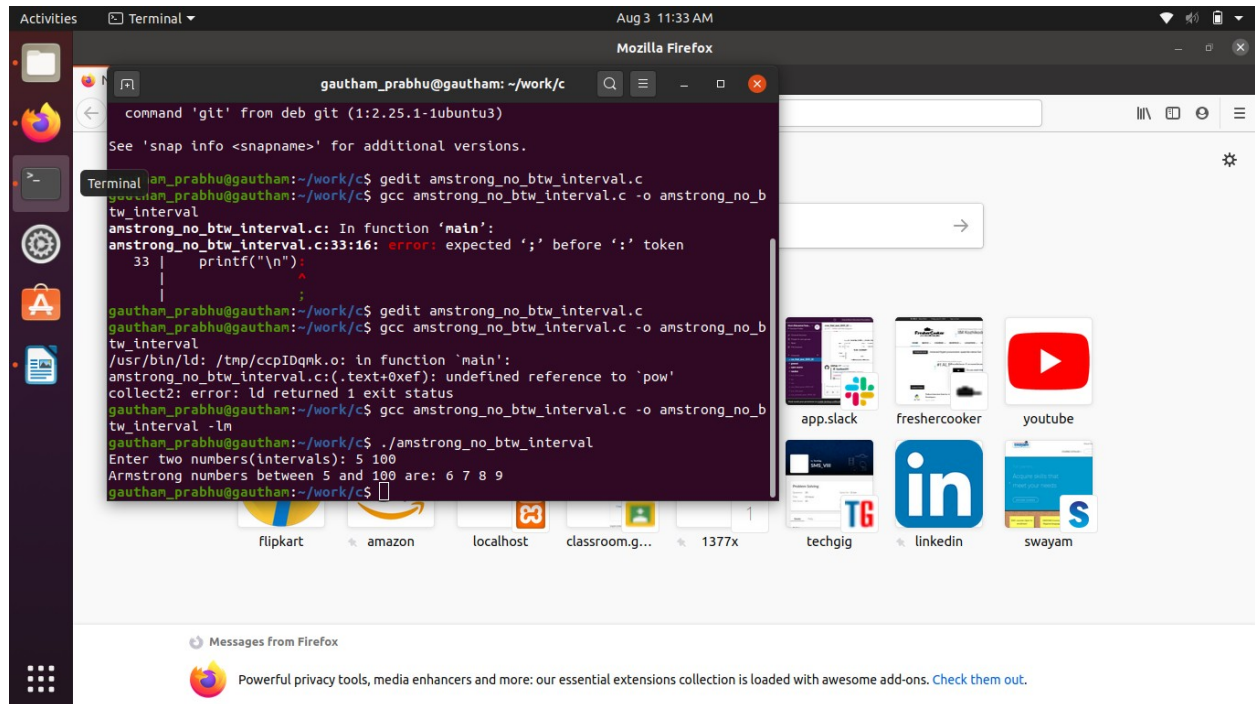 Activities
Terminal
Aug 3 11:33 AM
Mozilla Firefox
gautham_prabhu@gautham: ~/work/c
command 'git' from deb git (1:2.25.1-1ubuntu3)
See 'snap info <snapname>' for additional versions.
Terminal
gautham_prabhu@gautham:~/work/c$ gedit amstrong_no_btw_interval.c
gautham_prabhu@gautham:~/work/c$ gcc amstrong_no_btw_interval.c -o amstrong_no_b
tw_interval
amstrong_no_btw_interval.c: In function ‘main’:
amstrong_no_btw_interval.c:33:16: error: expected ‘;’ before ‘:’ token
33 | printf("\n"):
| ^
| ;
gautham_prabhu@gautham:~/work/c$ gedit amstrong_no_btw_interval.c
gautham_prabhu@gautham:~/work/c$ gcc amstrong_no_btw_interval.c -o amstrong_no_b
tw_interval
/usr/bin/ld: /tmp/ccpIDqmk.o: in function `main':
amstrong_no_btw_interval.c:(.text+0xef): undefined reference to `pow'
collect2: error: ld returned 1 exit status
gautham_prabhu@gautham:~/work/c$ gcc amstrong_no_btw_interval.c -o amstrong_no_b
tw_interval -lm
gautham_prabhu@gautham:~/work/c$ ./amstrong_no_btw_interval
Enter two numbers(intervals): 5 100
Armstrong numbers between 5 and 100 are: 6 7 8 9
gautham_prabhu@gautham:~/work/c$
app.slack
freshercooker
youtube
1
TG
in
S
flipkart
amazon
localhost
classroom.g...
1377x
techgig
linkedin
swayam
Messages from Firefox
Powerful privacy tools, media enhancers and more: our essential extensions collection is loaded with awesome add-ons. Check them out.